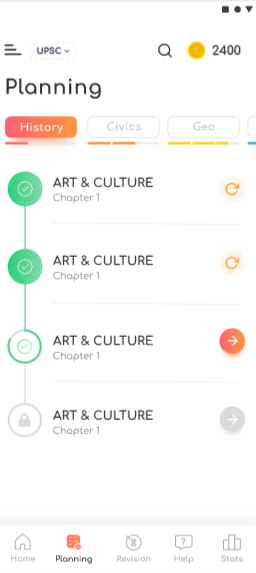 UPSC
2400
Planning
History
Civics
Geo
ART & CULTURE
Chapter 1
ART & CULTURE
Chapter 1
ART & CULTURE
Chapter 1
ART & CULTURE
Chapter 1
Home
Planning
Revision
Help
Stats